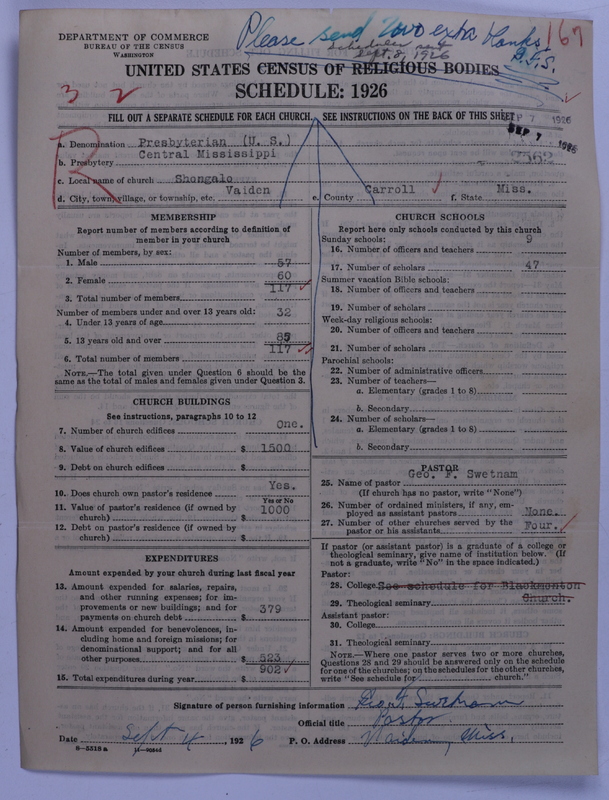 Please send Two extra blanks.
G.F.S.
167
Schedules sent
Sept. 8, 1926
DEPARTMENT OF COMMERCE
BUREAU OF THE CENSUS
WASHINGTON
UNITED STATES CENSUS OF RELIGIOUS BODIES
SCHEDULE: 1926
3 2
FILL OUT A SEPARATE SCHEDULE FOR EACH CHURCH. SEE INSTRUCTIONS ON THE BACK OF THIS SHEET
SEP 7 1926
R
a. Denomination Presbyterian (U. S.)
b. Presbytery Central Mississippi
c. Local name of church Shongalo
d. City, town, village, or township, etc. Vaiden e. County Carroll f. State Miss.
MEMBERSHIP
Report number of members according to definition of
member in your church
Number of members, by sex:
1. Male 57
2. Female 60
3. Total number of members 117
Number of members under and over 13 years old:
4. Under 13 years of age 32
5. 13 years old and over 85
6. Total number of members 117
NOTE.—The total given under Question 6 should be the
same as the total of males and females given under Question 3.
CHURCH BUILDINGS
See instructions, paragraphs 10 to 12
7. Number of church edifices One.
8. Value of church edifices $ 1500
9. Debt on church edifices $
10. Does church own pastor's residence Yes.
Yes or No
11. Value of pastor's residence (if owned by
church) $ 1000
12. Debt on pastor's residence (if owned by
church) $
EXPENDITURES
Amount expended by your church during last fiscal year
13. Amount expended for salaries, repairs,
and other running expenses; for im-
provements or new buildings; and for
payments on church debt $ 379
14. Amount expended for benevolences, in-
cluding home and foreign missions; for
denominational support; and for all
other purposes $ 523
15. Total expenditures during year $ 902
CHURCH SCHOOLS
Report here only schools conducted by this church
Sunday schools:
16. Number of officers and teachers 9
17. Number of scholars 47
Summer vacation Bible schools:
18. Number of officers and teachers
19. Number of scholars
Week-day religious schools:
20. Number of officers and teachers
21. Number of scholars
Parochial schools:
22. Number of administrative officers
23. Number of teachers—
a. Elementary (grades 1 to 8)
b. Secondary
24. Number of scholars—
a. Elementary (grades 1 to 8)
b. Secondary
PASTOR
25. Name of pastor Geo. F. Swetnam
(If church has no pastor, write "None")
26. Number of ordained ministers, if any, em-
ployed as assistant pastors None.
27. Number of other churches served by the
pastor or his assistants Four.
If pastor (or assistant pastor) is a graduate of a college or
theological seminary, give name of institution below. (If
not a graduate, write "No" in the space indicated.)
Pastor:
28. College See schedule for Blackmonton
29. Theological seminary Church.
Assistant pastor:
30. College
31. Theological seminary
NOTE.—Where one pastor serves two or more churches,
Questions 28 and 29 should be answered only on the schedule
for one of the churches; on the schedules for the other churches,
write "See schedule for church."
Signature of person furnishing information Geo. F. Swetnam
Official title Pastor
Date Sept 4, 1926 P. O. Address Vaiden, Miss.
8-5518a